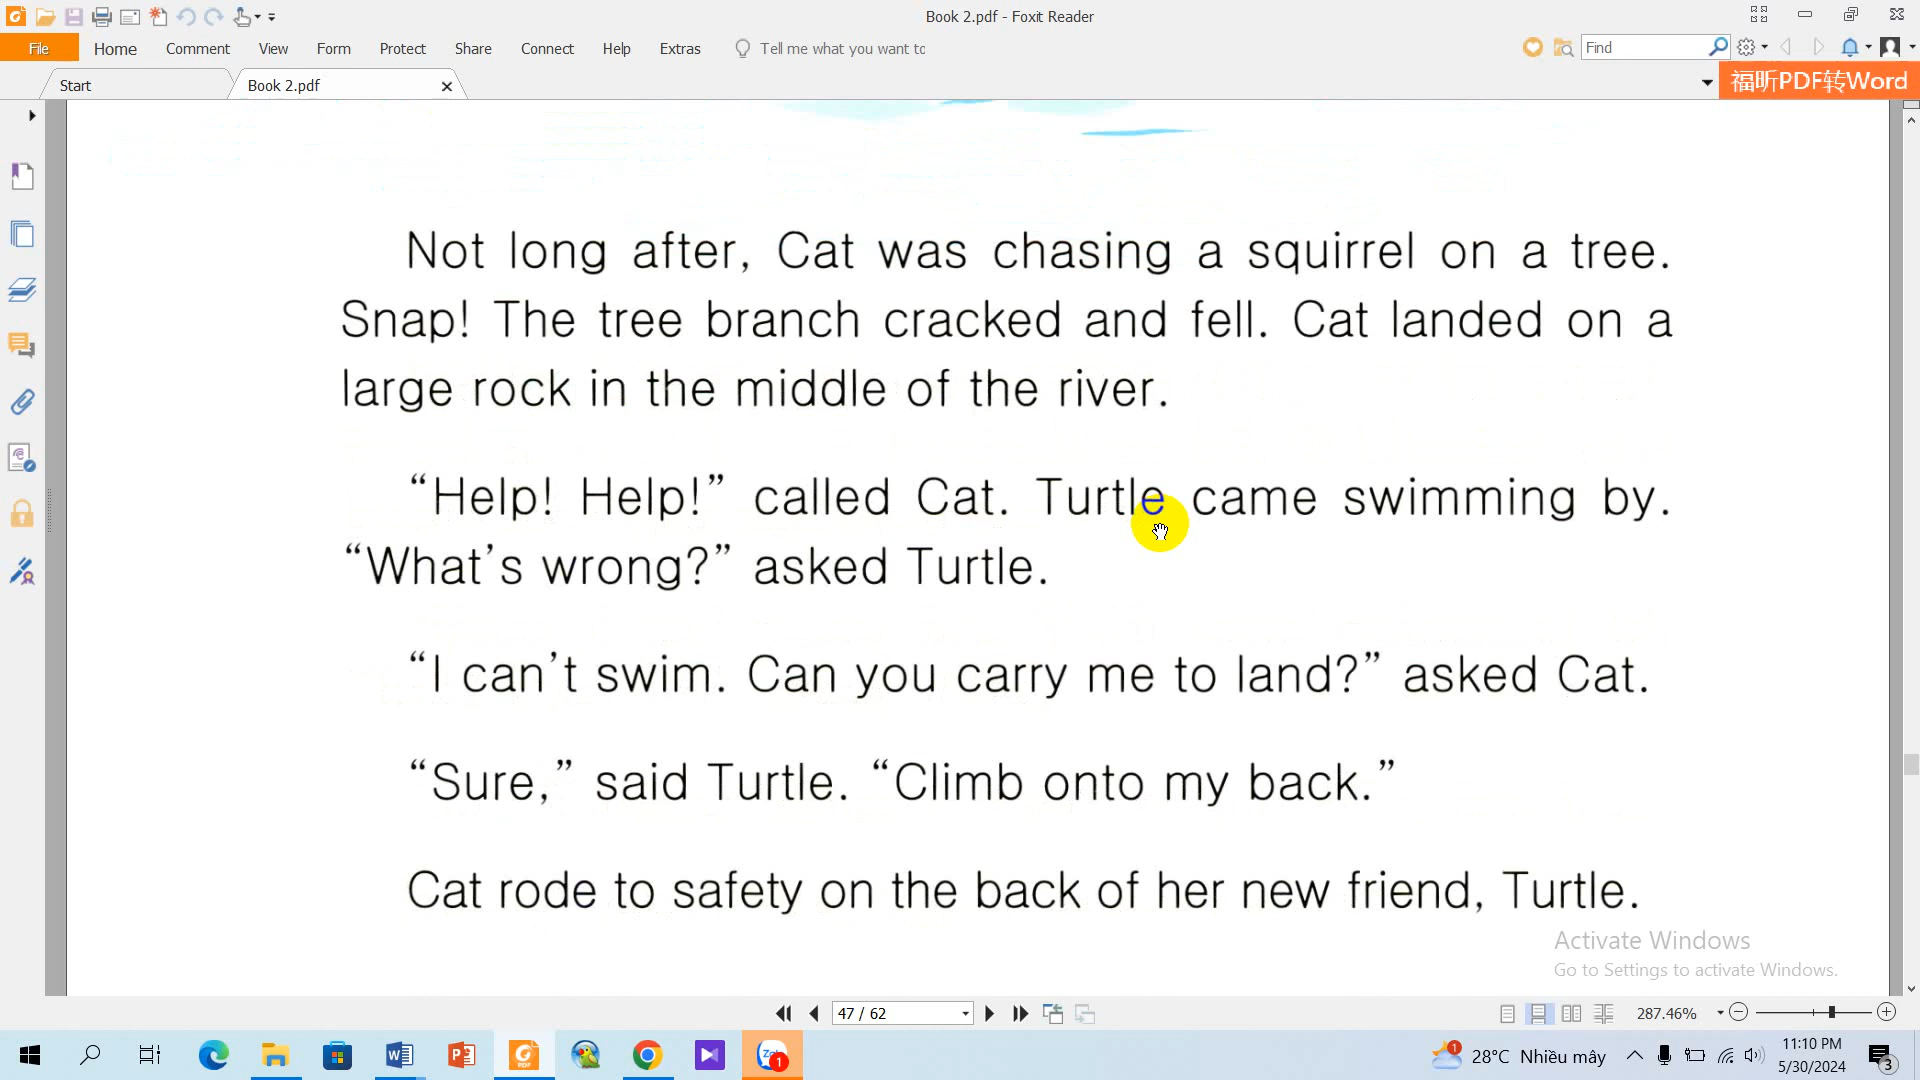 Book 2.pdf - Foxit Reader
File Home Comment View Form Protect Share Connect Help Extras Tell me what you want to Find
Start Book 2.pdf 福昕PDF转Word
Not long after, Cat was chasing a squirrel on a tree.
Snap! The tree branch cracked and fell. Cat landed on a
large rock in the middle of the river.
“Help! Help!” called Cat. Turtle came swimming by.
“What’s wrong?” asked Turtle.
“I can’t swim. Can you carry me to land?” asked Cat.
“Sure,” said Turtle. “Climb onto my back.”
Cat rode to safety on the back of her new friend, Turtle.
Activate Windows
Go to Settings to activate Windows.
47 / 62 287.46%
28°C Nhiều mây 11:10 PM
5/30/2024